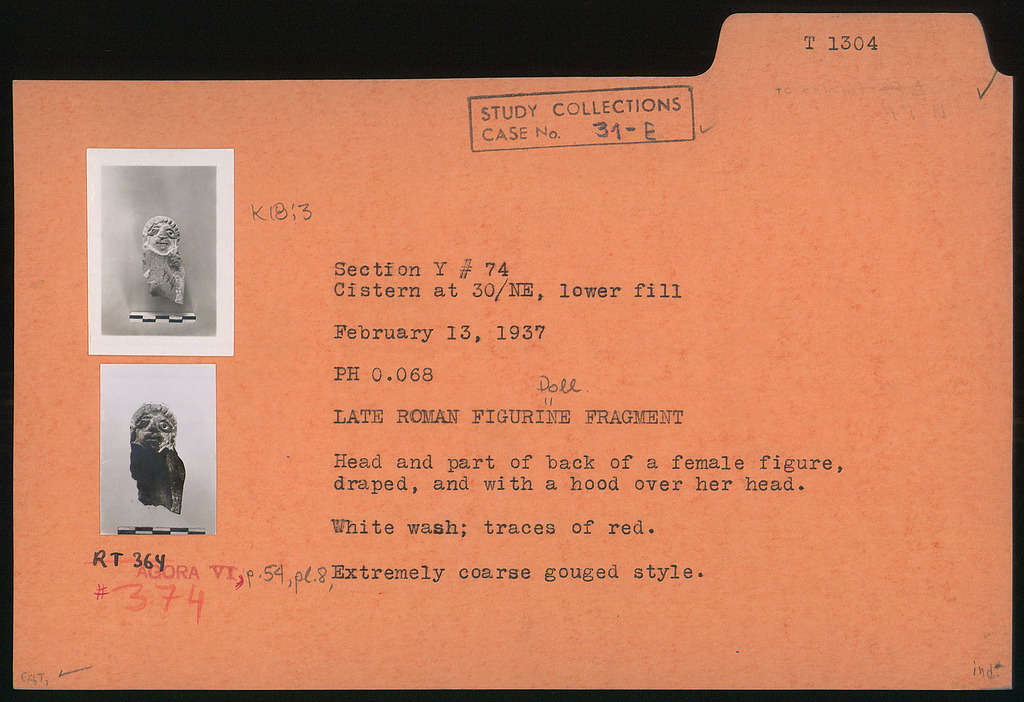 T 1304
STUDY COLLECTIONS
CASE No. 31-E
K18:3
Section Y # 74
Cistern at 30/NE, lower fill
February 13, 1937
PH 0.068
Doll
"
LATE ROMAN FIGURINE FRAGMENT
Head and part of back of a female figure,
draped, and with a hood over her head.
White wash; traces of red.
RT 364
AGORA VI, p.54, pl.8,
# 374
Extremely coarse gouged style.
ind.